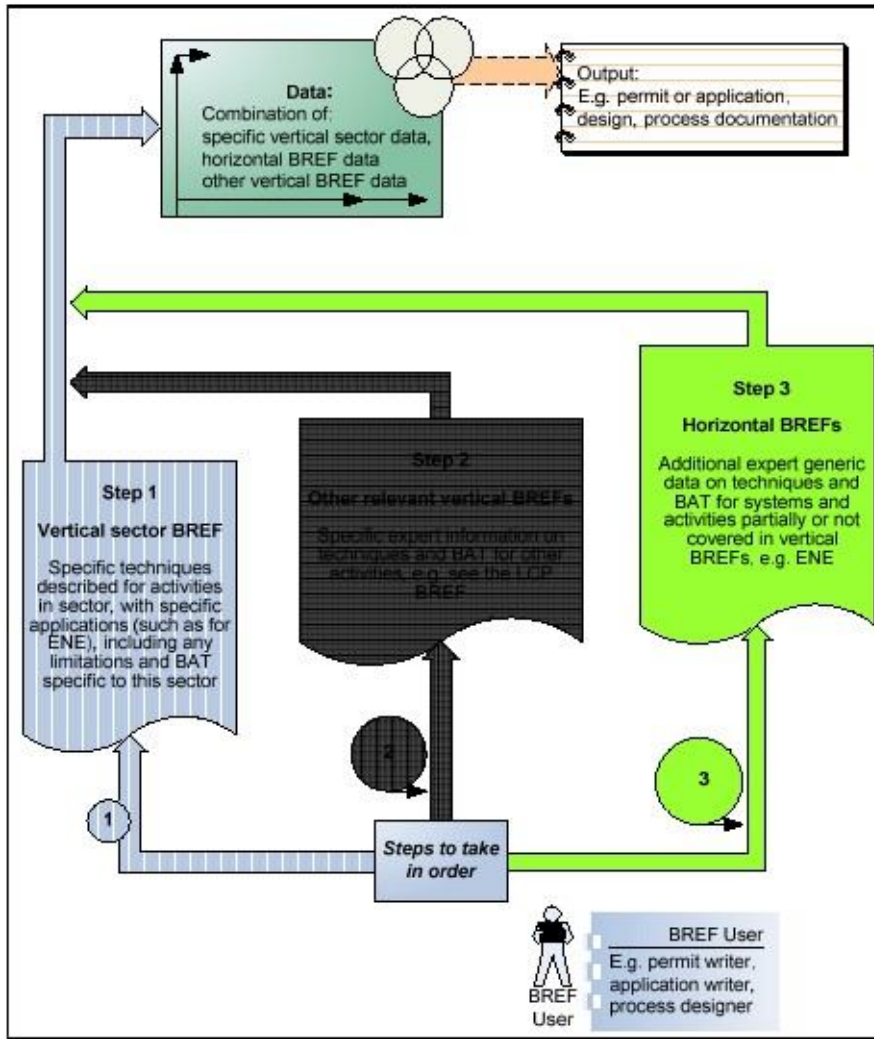 Data:
Combination of:
specific vertical sector data,
horizontal BREF data
other vertical BREF data
Output:
E.g. permit or application,
design, process documentation
Step 1
Vertical sector BREF
Specific techniques
described for activities
in sector, with specific
applications (such as for
ENE), including any
limitations and BAT
specific to this sector
Step 2
Other relevant vertical BREFs
Specific expert information on
techniques and BAT for other
activities, e.g. see the LCP
BREF
Step 3
Horizontal BREFs
Additional expert generic
data on techniques and
BAT for systems and
activities partially or not
covered in vertical
BREFs, e.g. ENE
1
2
3
Steps to take
in order
BREF
User
BREF User
E.g. permit writer,
application writer,
process designer